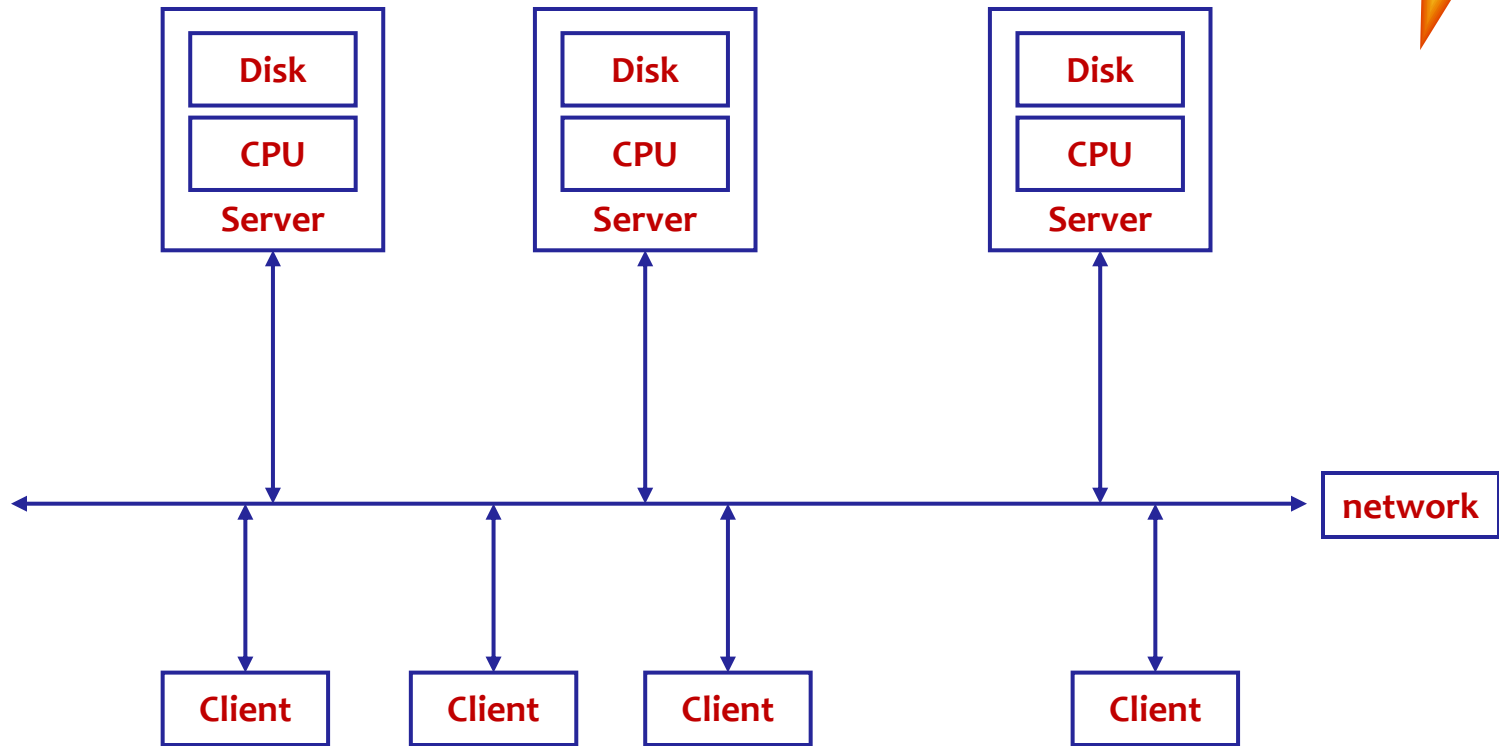 Disk
CPU
Server
Disk
CPU
Server
Disk
CPU
Server
network
Client
Client
Client
Client